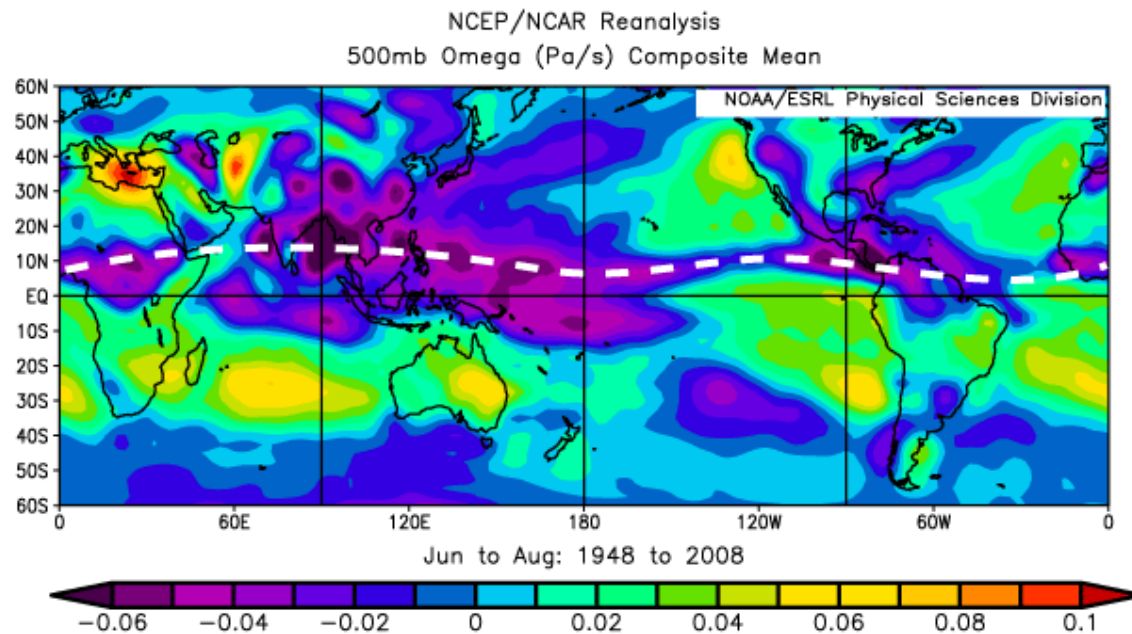 NCEP/NCAR Reanalysis
500mb Omega (Pa/s) Composite Mean
NOAA/ESRL Physical Sciences Division
60N
50N
40N
30N
20N
10N
EQ
10S
20S
30S
40S
50S
60S
0 60E 120E 180 120W 60W 0
Jun to Aug: 1948 to 2008
−0.06 −0.04 −0.02 0 0.02 0.04 0.06 0.08 0.1